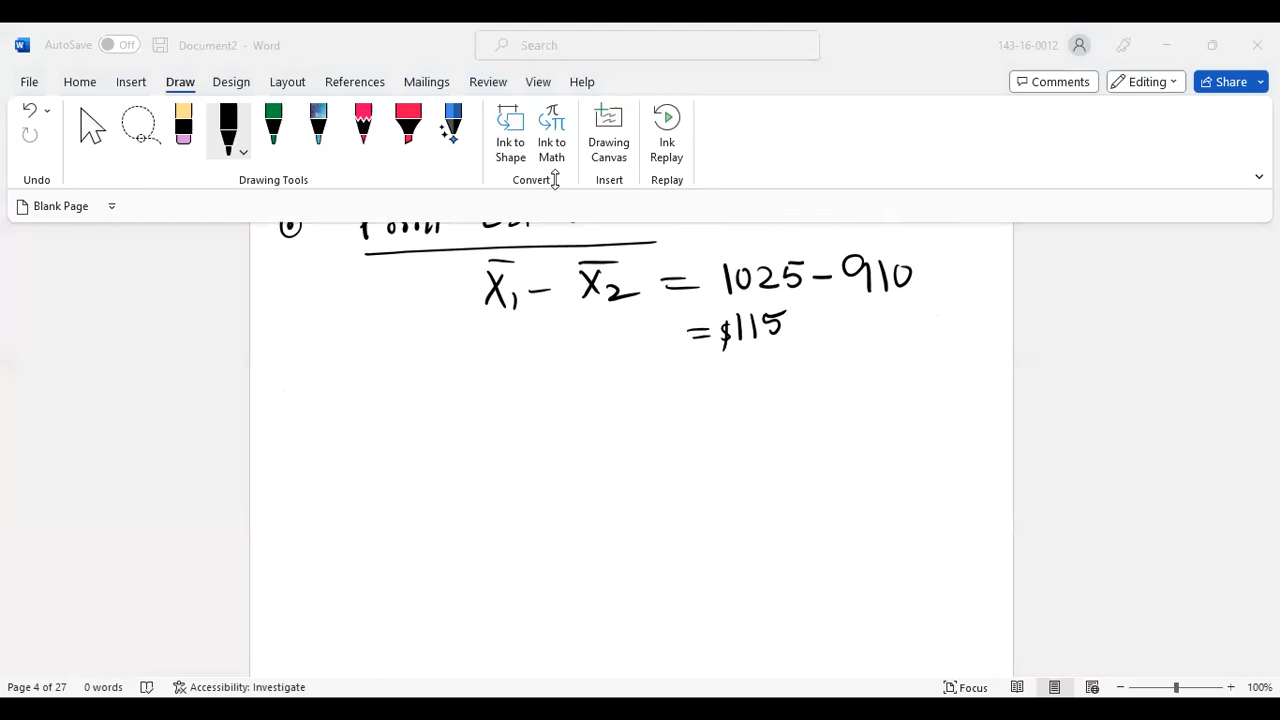 AutoSave Off Document2 - Word Search 143-16-0012
File Home Insert Draw Design Layout References Mailings Review View Help Comments Editing Share
Ink to Shape
Ink to Math
Drawing Canvas
Ink Replay
Undo Drawing Tools Convert Insert Replay
Blank Page
X̄₁ - X̄₂ = 1025 - 910
= $115
Page 4 of 27 0 words Accessibility: Investigate Focus 100%